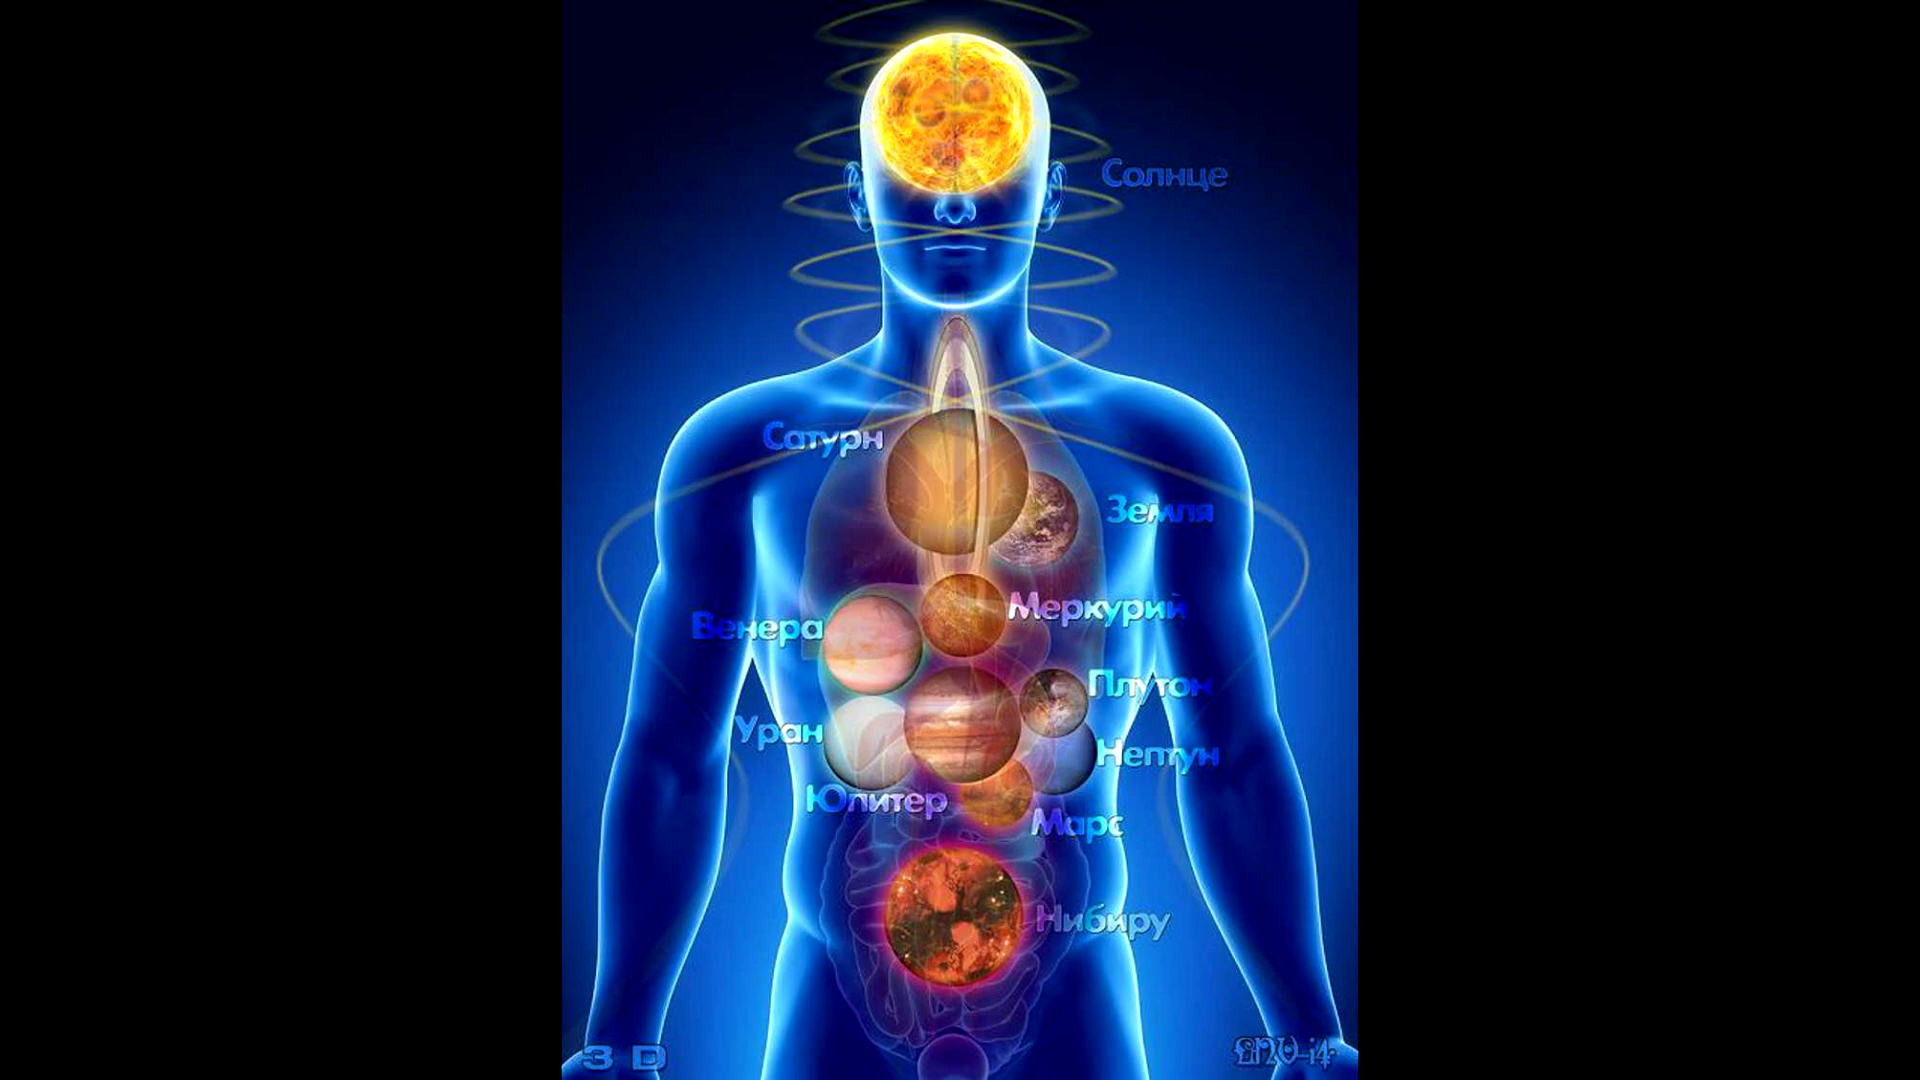 Солнце
Сатурн
Земля
Меркурий
Венера
Плутон
Уран
Нептун
Юпитер
Марс
Нибиру
3 D